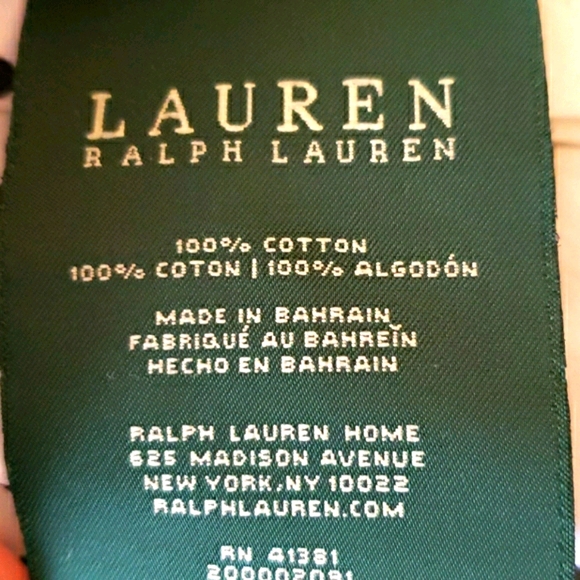 LAUREN
RALPH LAUREN
100% COTTON
100% COTON | 100% ALGODÓN
MADE IN BAHRAIN
FABRIQUÉ AU BAHREÏN
HECHO EN BAHRAIN
RALPH LAUREN HOME
625 MADISON AVENUE
NEW YORK,NY 10022
RALPHLAUREN.COM
RN 41381
200002091